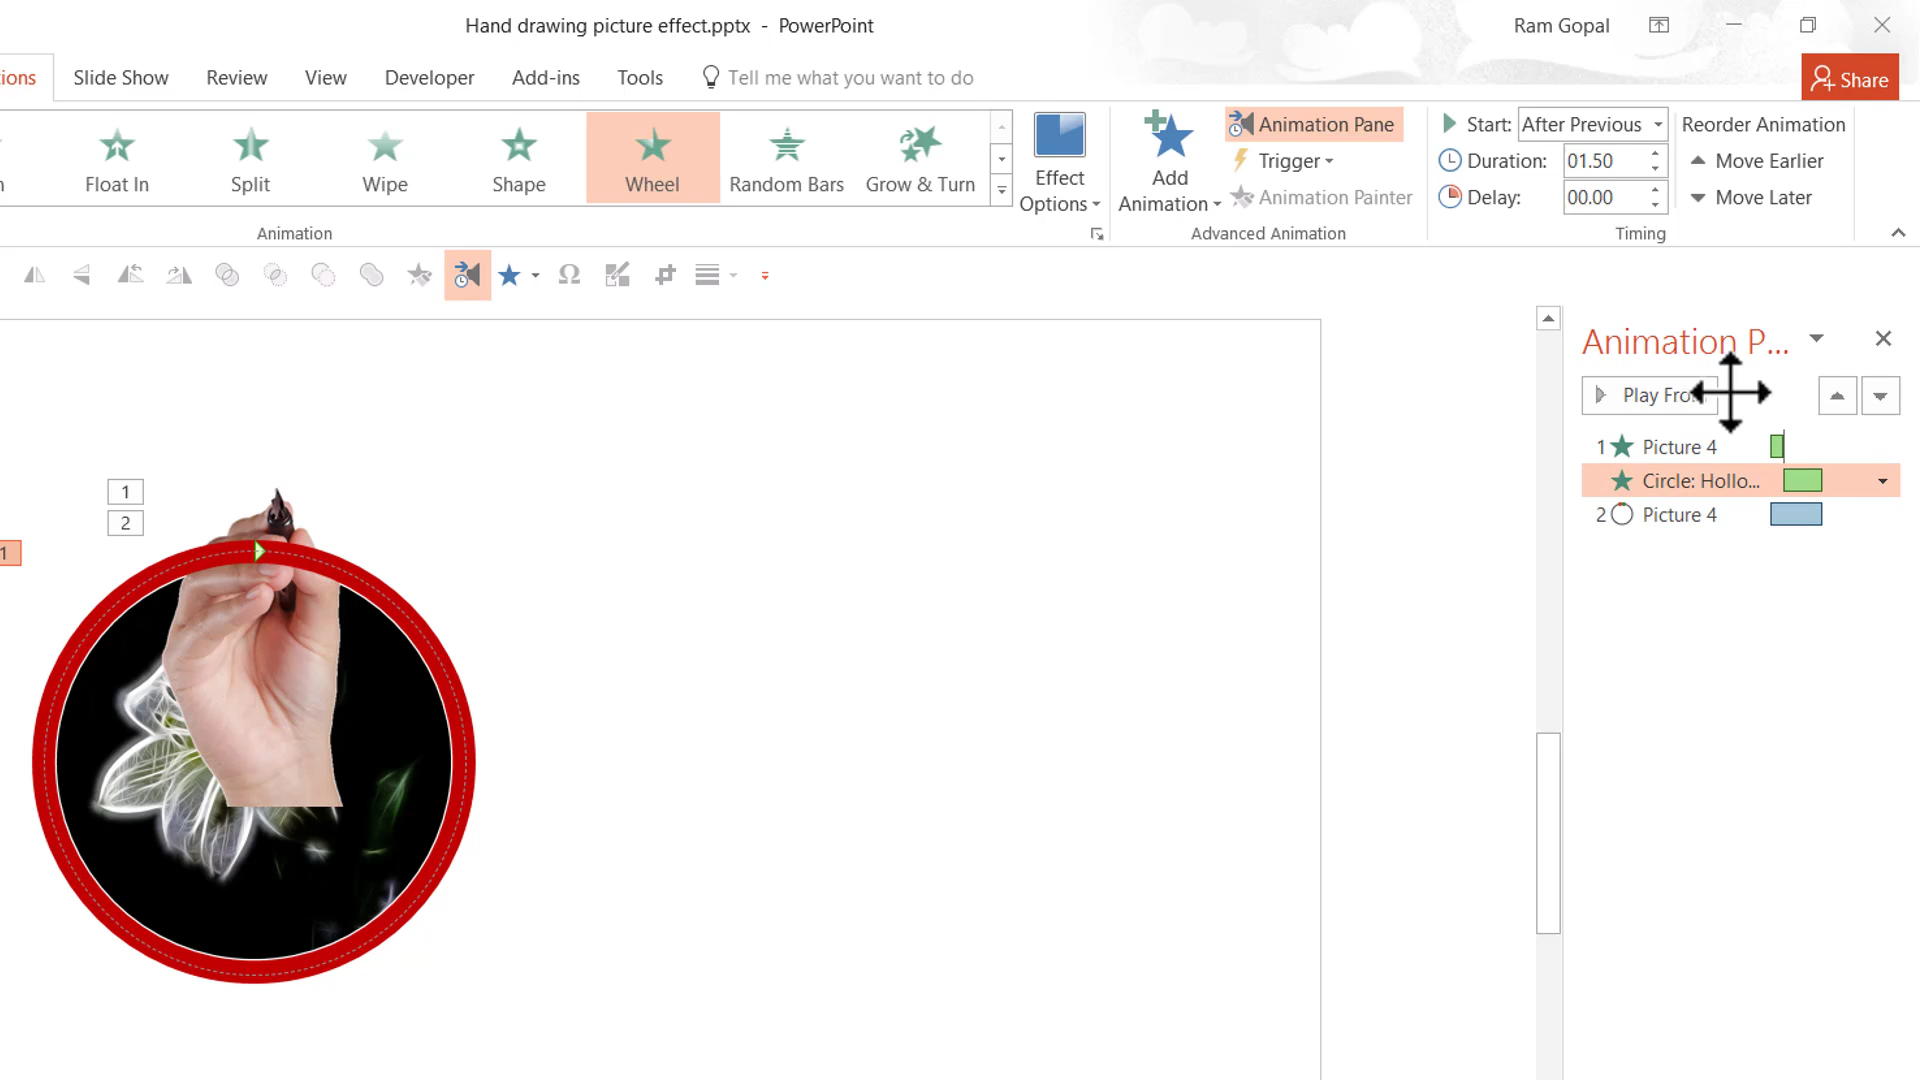 Hand drawing picture effect.pptx - PowerPoint
Ram Gopal
ions
Slide Show
Review
View
Developer
Add-ins
Tools
Tell me what you want to do
Share
n
Float In
Split
Wipe
Shape
Wheel
Random Bars
Grow & Turn
Animation
Effect
Options
Add
Animation
Animation Pane
Trigger
Animation Painter
Advanced Animation
Start: After Previous
Duration: 01.50
Delay: 00.00
Timing
Reorder Animation
Move Earlier
Move Later
Animation P...
Play Fro
1 Picture 4
Circle: Hollo...
2 Picture 4
1
2
1